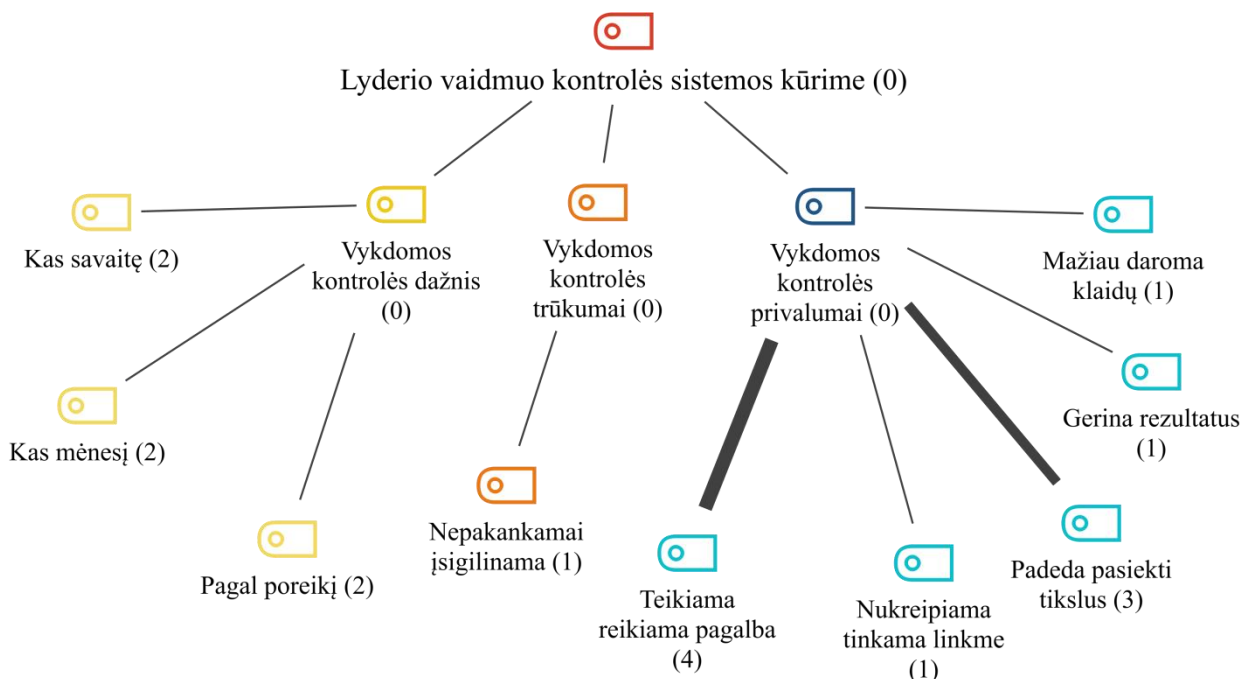 Lyderio vaidmuo kontrolės sistemos kūrime (0)
Kas savaitę (2)
Vykdomos
kontrolės dažnis
(0)
Vykdomos
kontrolės
trūkumai (0)
Vykdomos
kontrolės
privalumai (0)
Mažiau daroma
klaidų (1)
Kas mėnesį (2)
Gerina rezultatus
(1)
Pagal poreikį (2)
Nepakankamai
įsigilinama (1)
Teikiama
reikiama pagalba
(4)
Nukreipiama
tinkama linkme
(1)
Padeda pasiekti
tikslus (3)